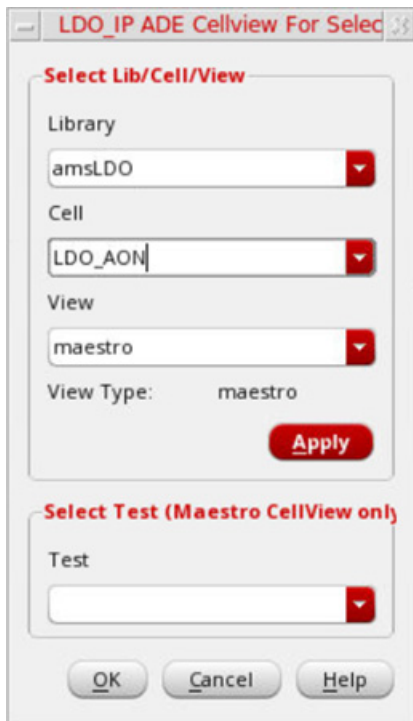 LDO_IP ADE Cellview For Selec
Select Lib/Cell/View
Library
amsLDO
Cell
LDO_AON
View
maestro
View Type: maestro
Apply
Select Test (Maestro CellView only
Test
OK Cancel Help